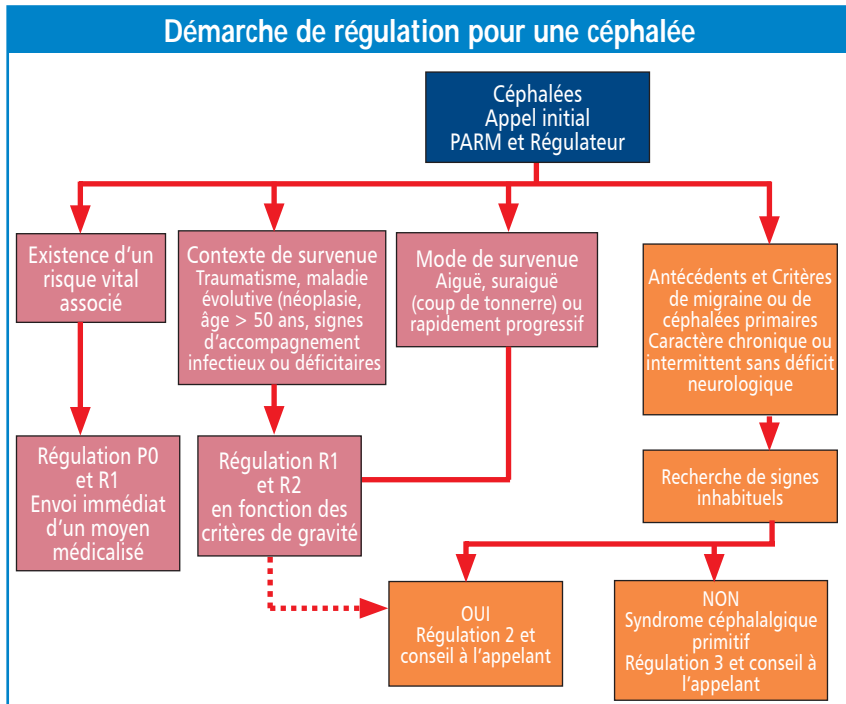 Démarche de régulation pour une céphalée
Céphalées
Appel initial
PARM et Régulateur
Existence d'un
risque vital
associé
Contexte de survenue
Traumatisme, maladie
évolutive (néoplasie,
âge > 50 ans, signes
d'accompagnement
infectieux ou déficitaires
Mode de survenue
Aiguë, suraiguë
(coup de tonnerre) ou
rapidement progressif
Antécédents et Critères
de migraine ou de
céphalées primaires
Caractère chronique ou
intermittent sans déficit
neurologique
Régulation P0
et R1
Envoi immédiat
d'un moyen
médicalisé
Régulation R1
et R2
en fonction des
critères de gravité
Recherche de signes
inhabituels
OUI
Régulation 2 et
conseil à l'appelant
NON
Syndrome céphalalgique
primitif
Régulation 3 et conseil à
l'appelant